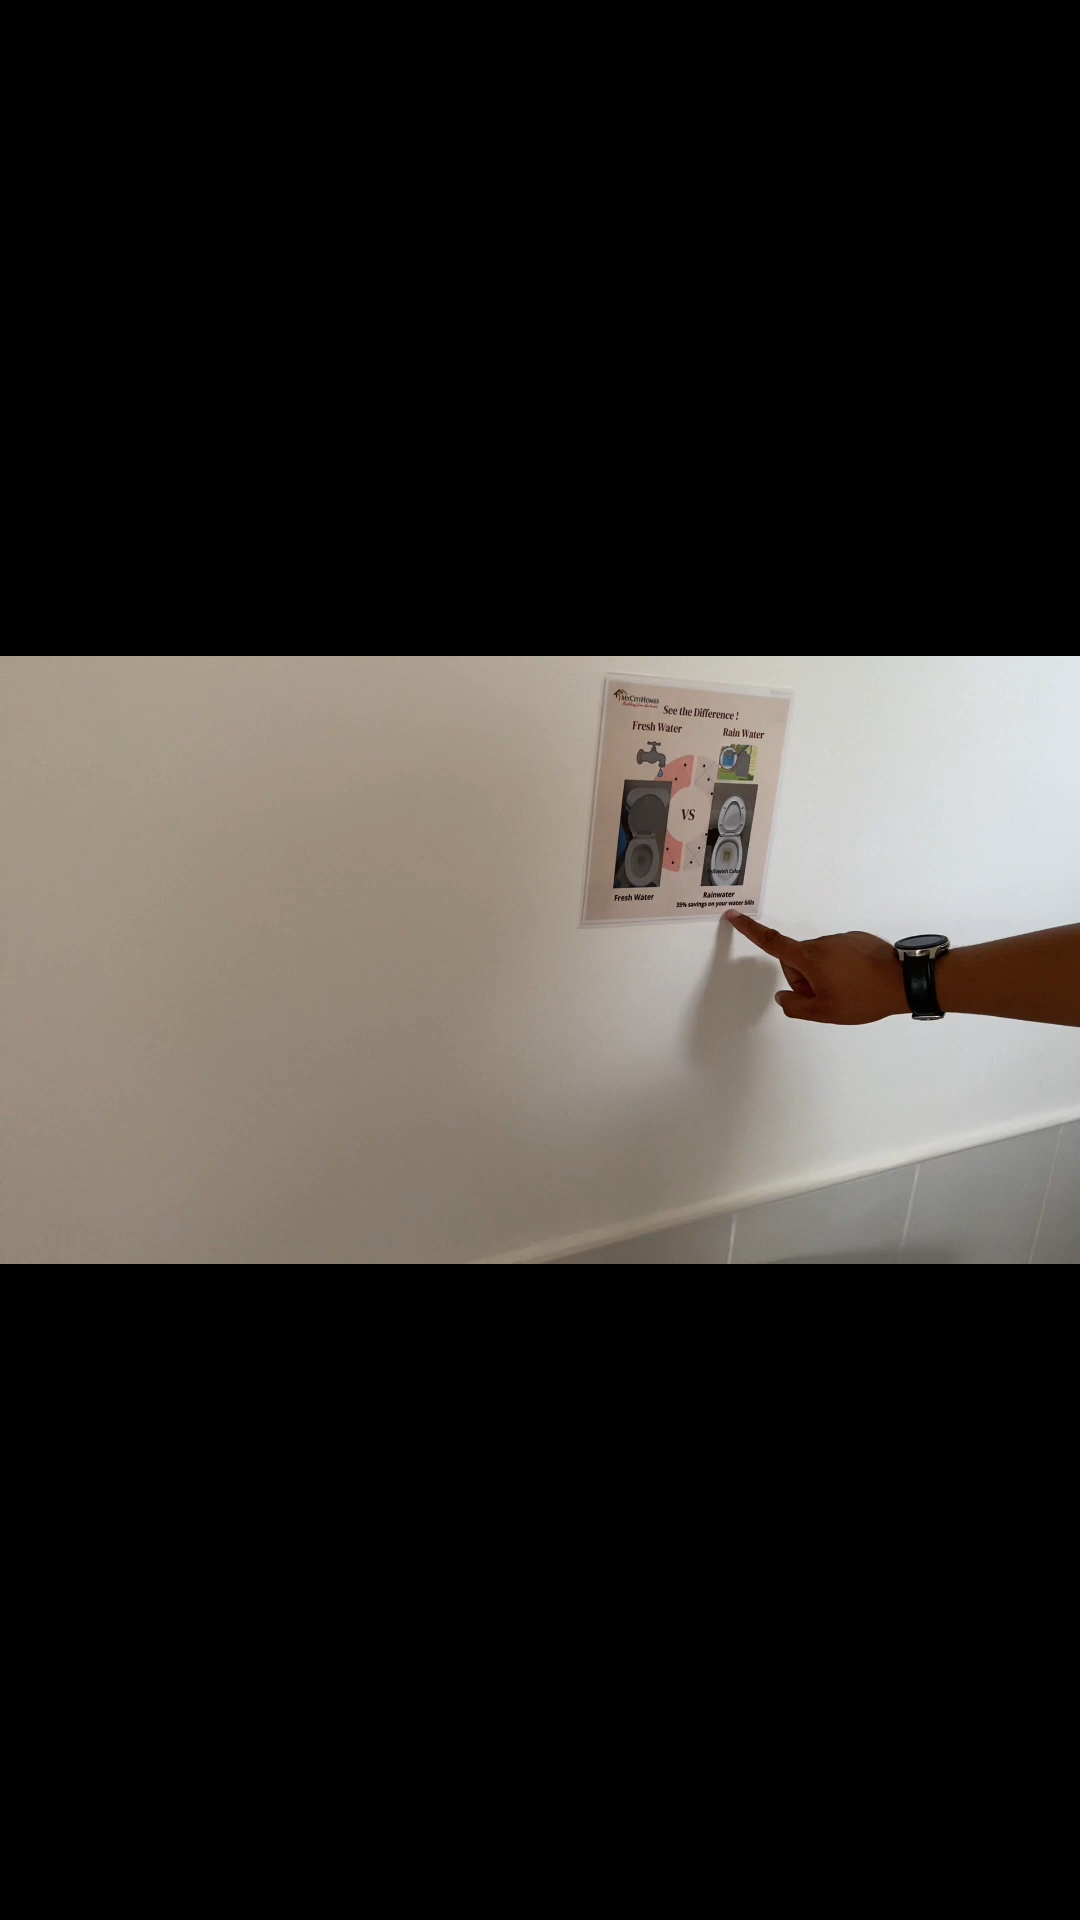 MYCITIHOMES
See the Difference !
Fresh Water
Rain Water
VS
Yellowish Color
Fresh Water
Rainwater
35% savings on your water bills